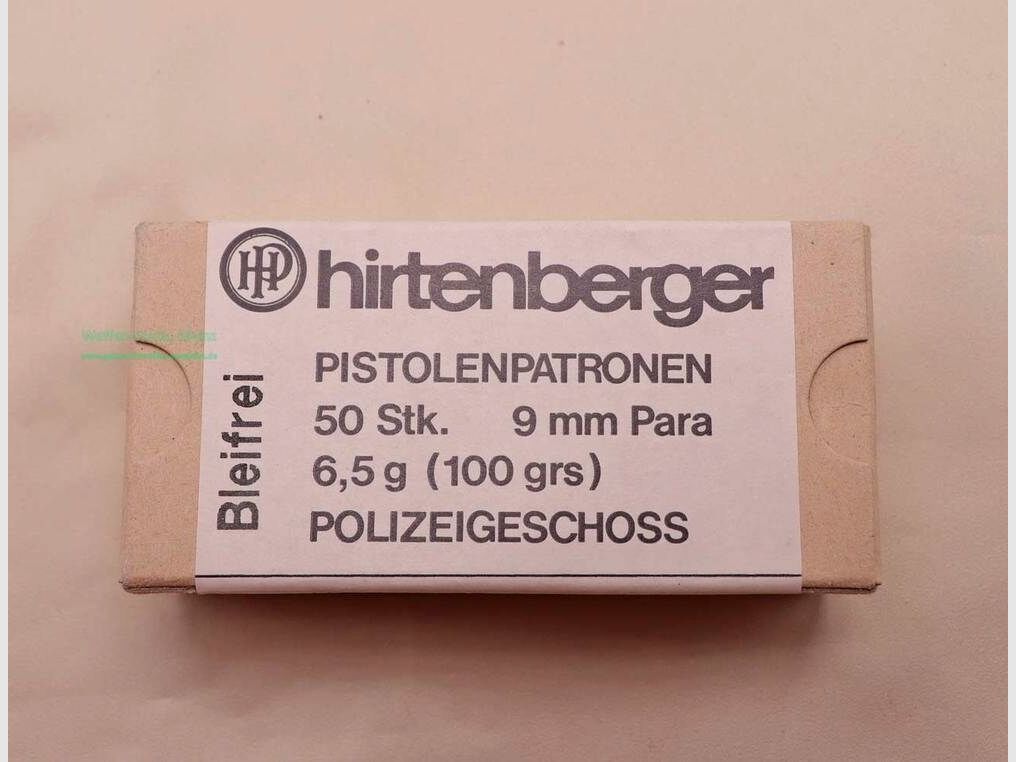 HP
hirtenberger
PISTOLENPATRONEN
50 Stk. 9 mm Para
6,5 g (100 grs)
POLIZEIGESCHOSS
Bleifrei